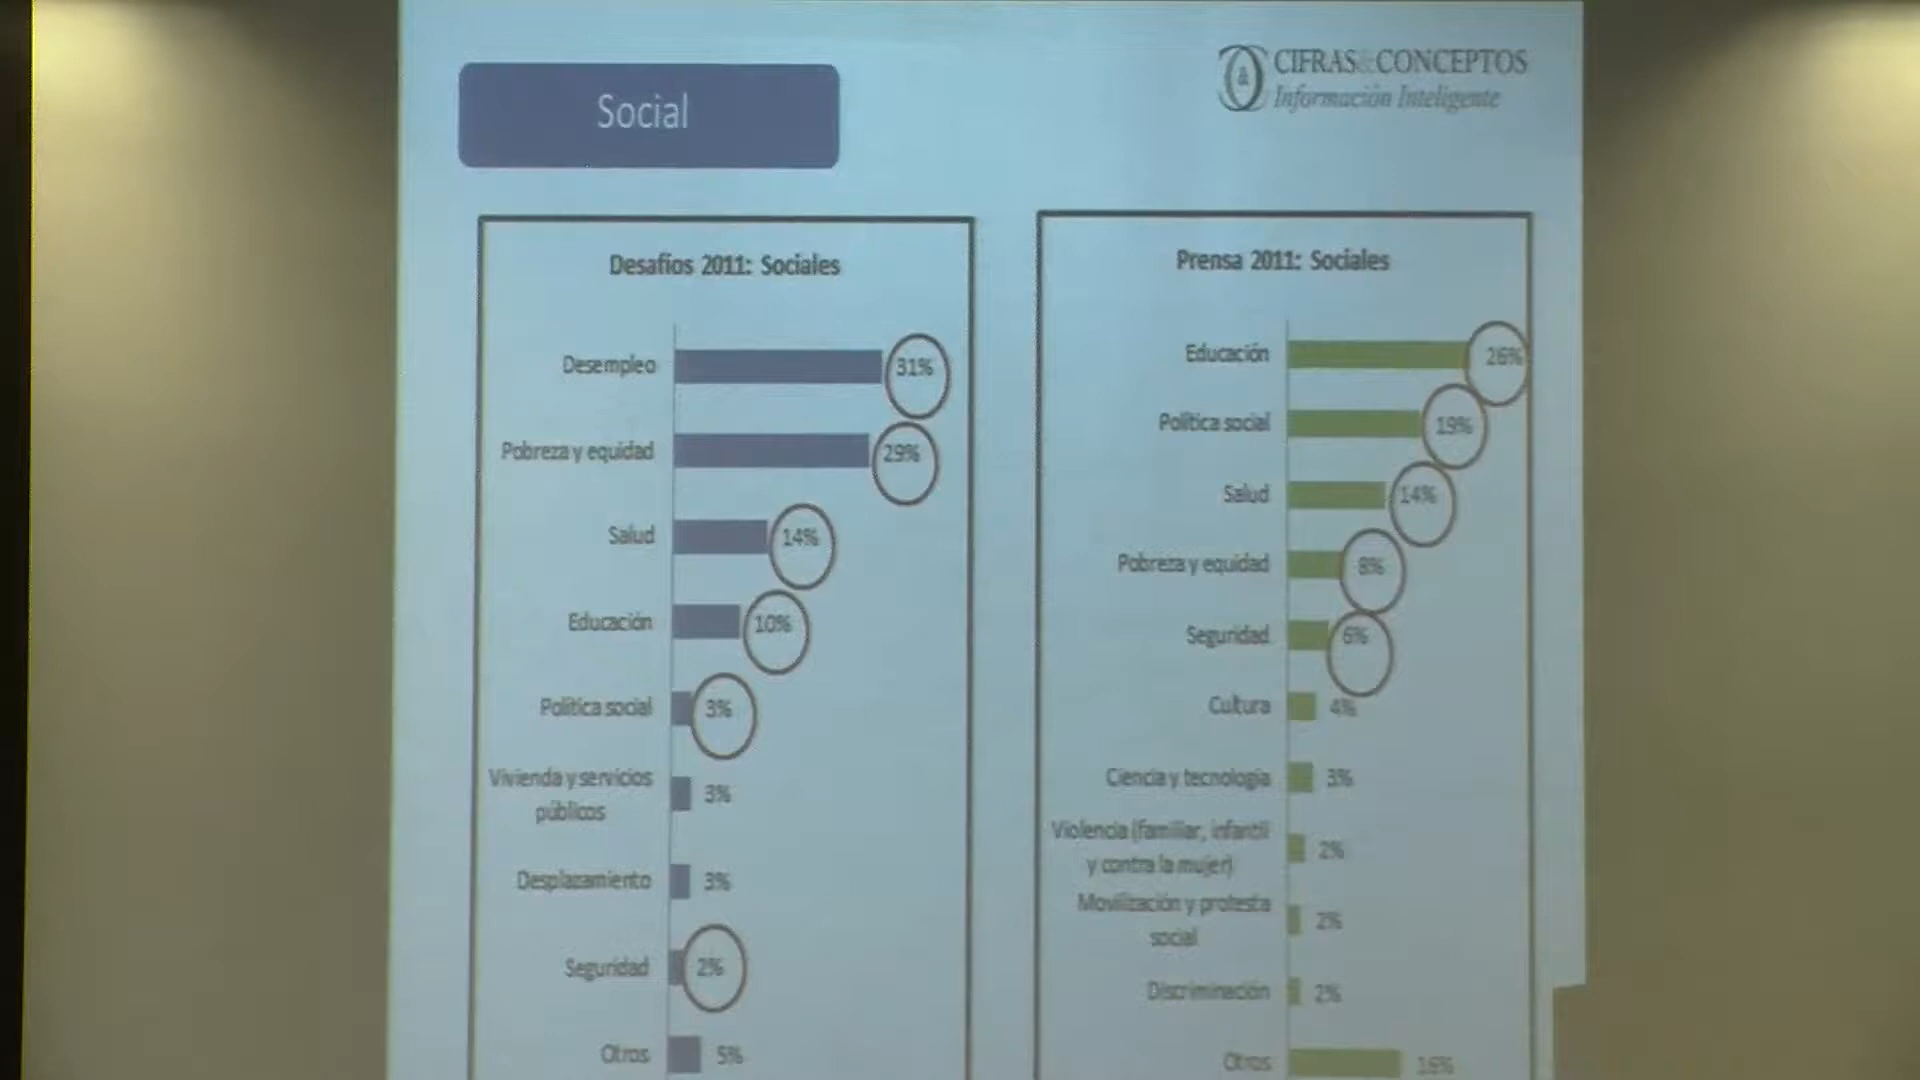 Social
CIFRAS&CONCEPTOS
Información Inteligente
Desafíos 2011: Sociales
Desempleo 31%
Pobreza y equidad 29%
Salud 14%
Educación 10%
Política social 3%
Vivienda y servicios
públicos 3%
Desplazamiento 3%
Seguridad 2%
Otros 5%
Prensa 2011: Sociales
Educación 26%
Política social 19%
Salud 14%
Pobreza y equidad 8%
Seguridad 6%
Cultura 4%
Ciencia y tecnología 3%
Violencia (familiar, infantil
y contra la mujer) 2%
Movilización y protesta
social 2%
Discriminación 2%
Otros